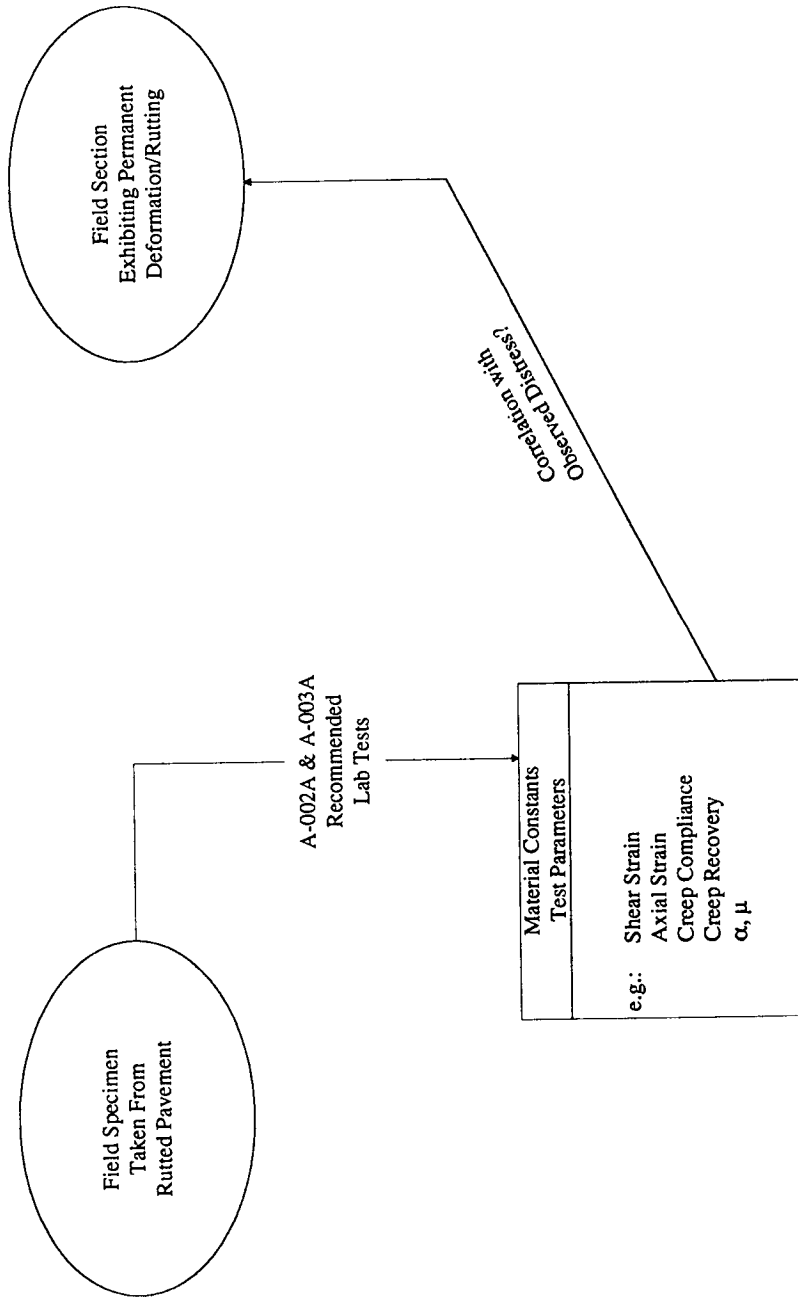 Field Specimen
Taken From
Rutted Pavement
A-002A & A-003A
Recommended
Lab Tests
Material Constants
Test Parameters
e.g.: Shear Strain
Axial Strain
Creep Compliance
Creep Recovery
α, μ
Correlation with
Observed Distress?
Field Section
Exhibiting Permanent
Deformation/Rutting